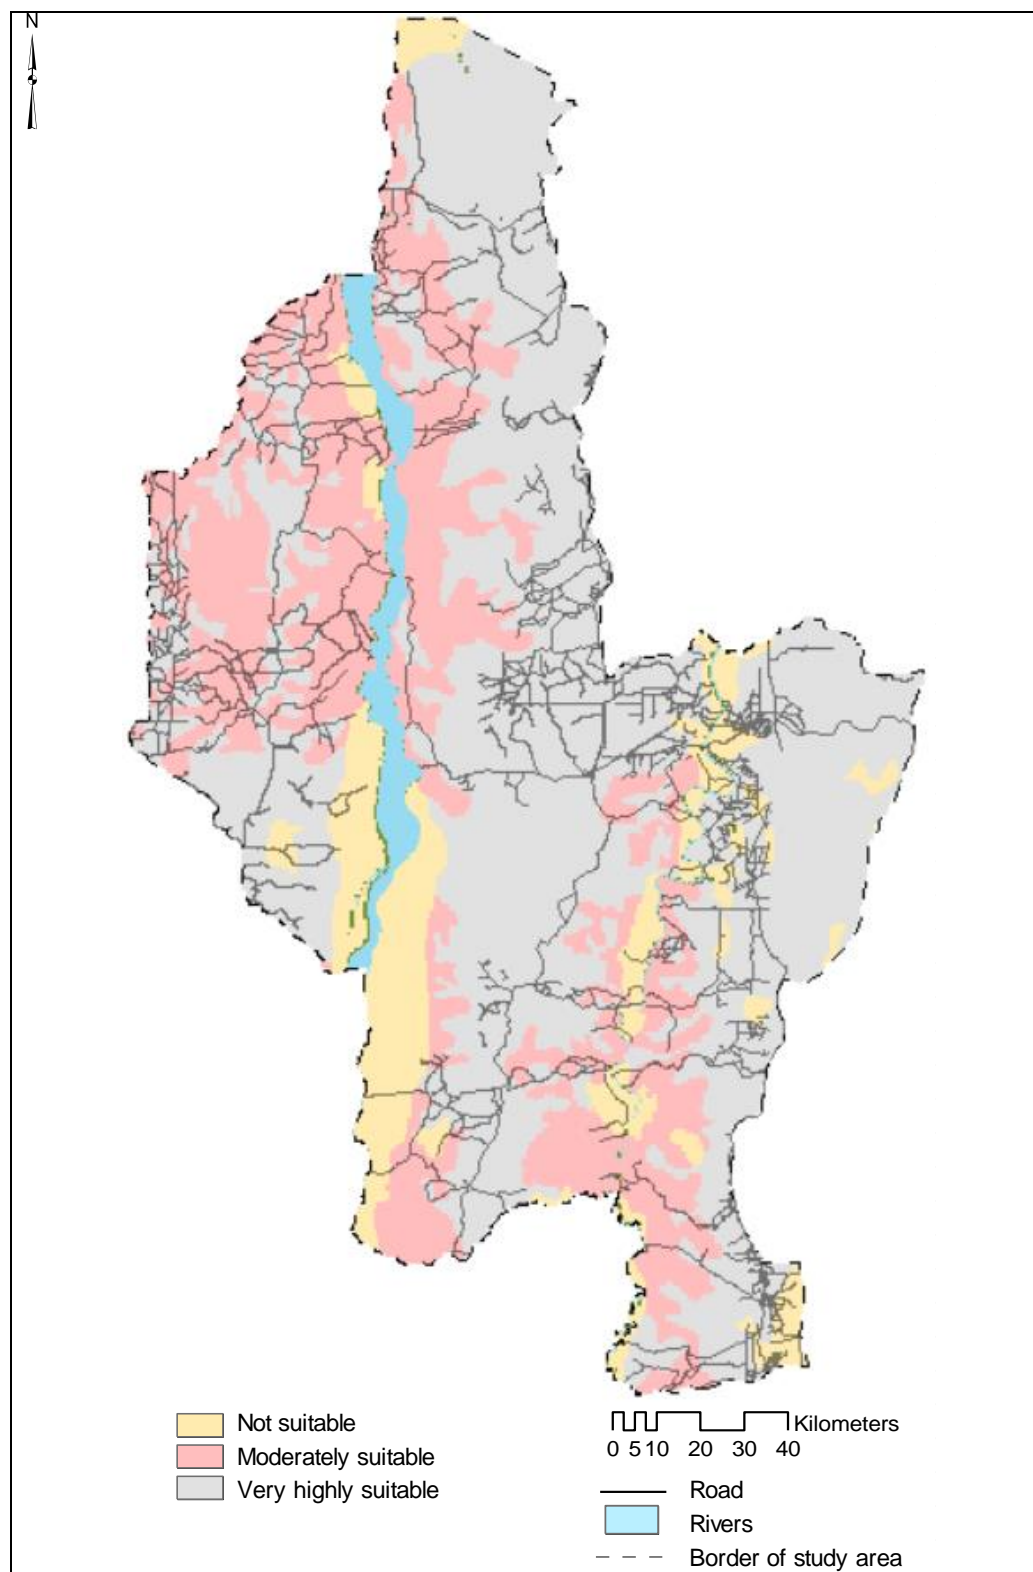 N
Not suitable
Moderately suitable
Very highly suitable
Kilometers
0 5 10 20 30 40
Road
Rivers
Border of study area